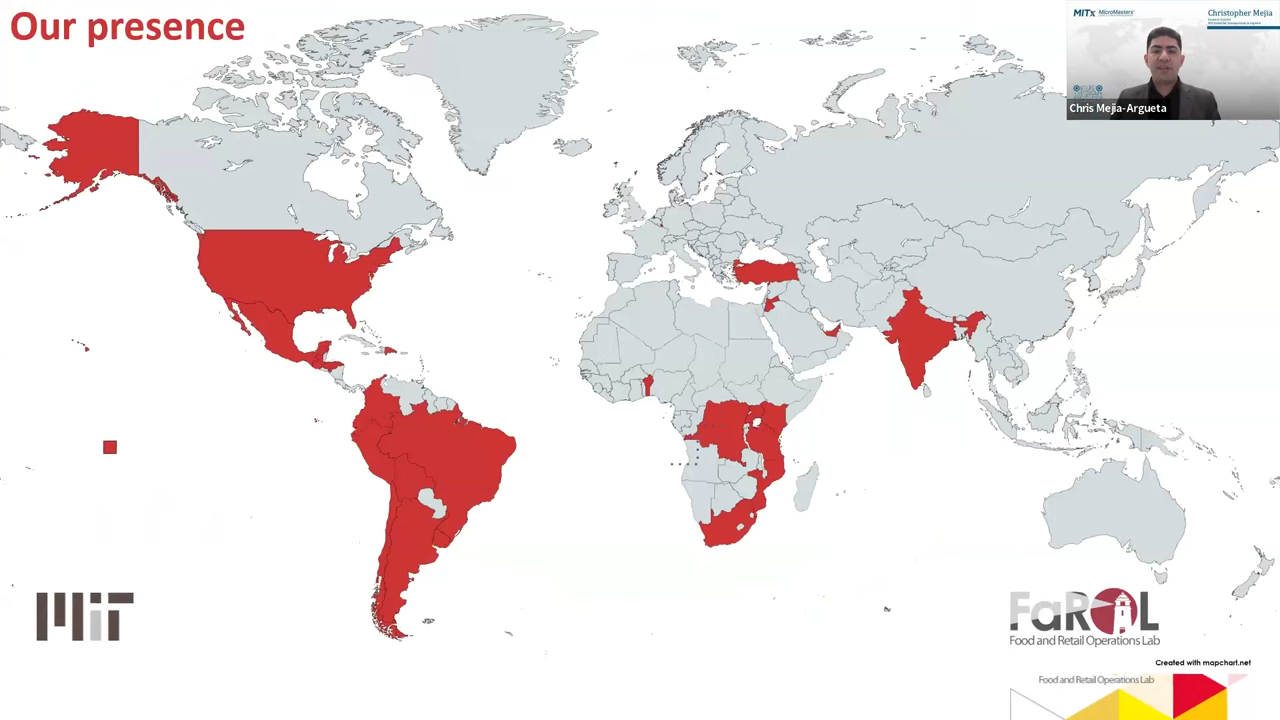 Our presence
MITx MicroMasters
Christopher Mejia
Chris Mejia-Argueta
MIT
FaROL
Food and Retail Operations Lab
Created with mapchart.net
Food and Retail Operations Lab